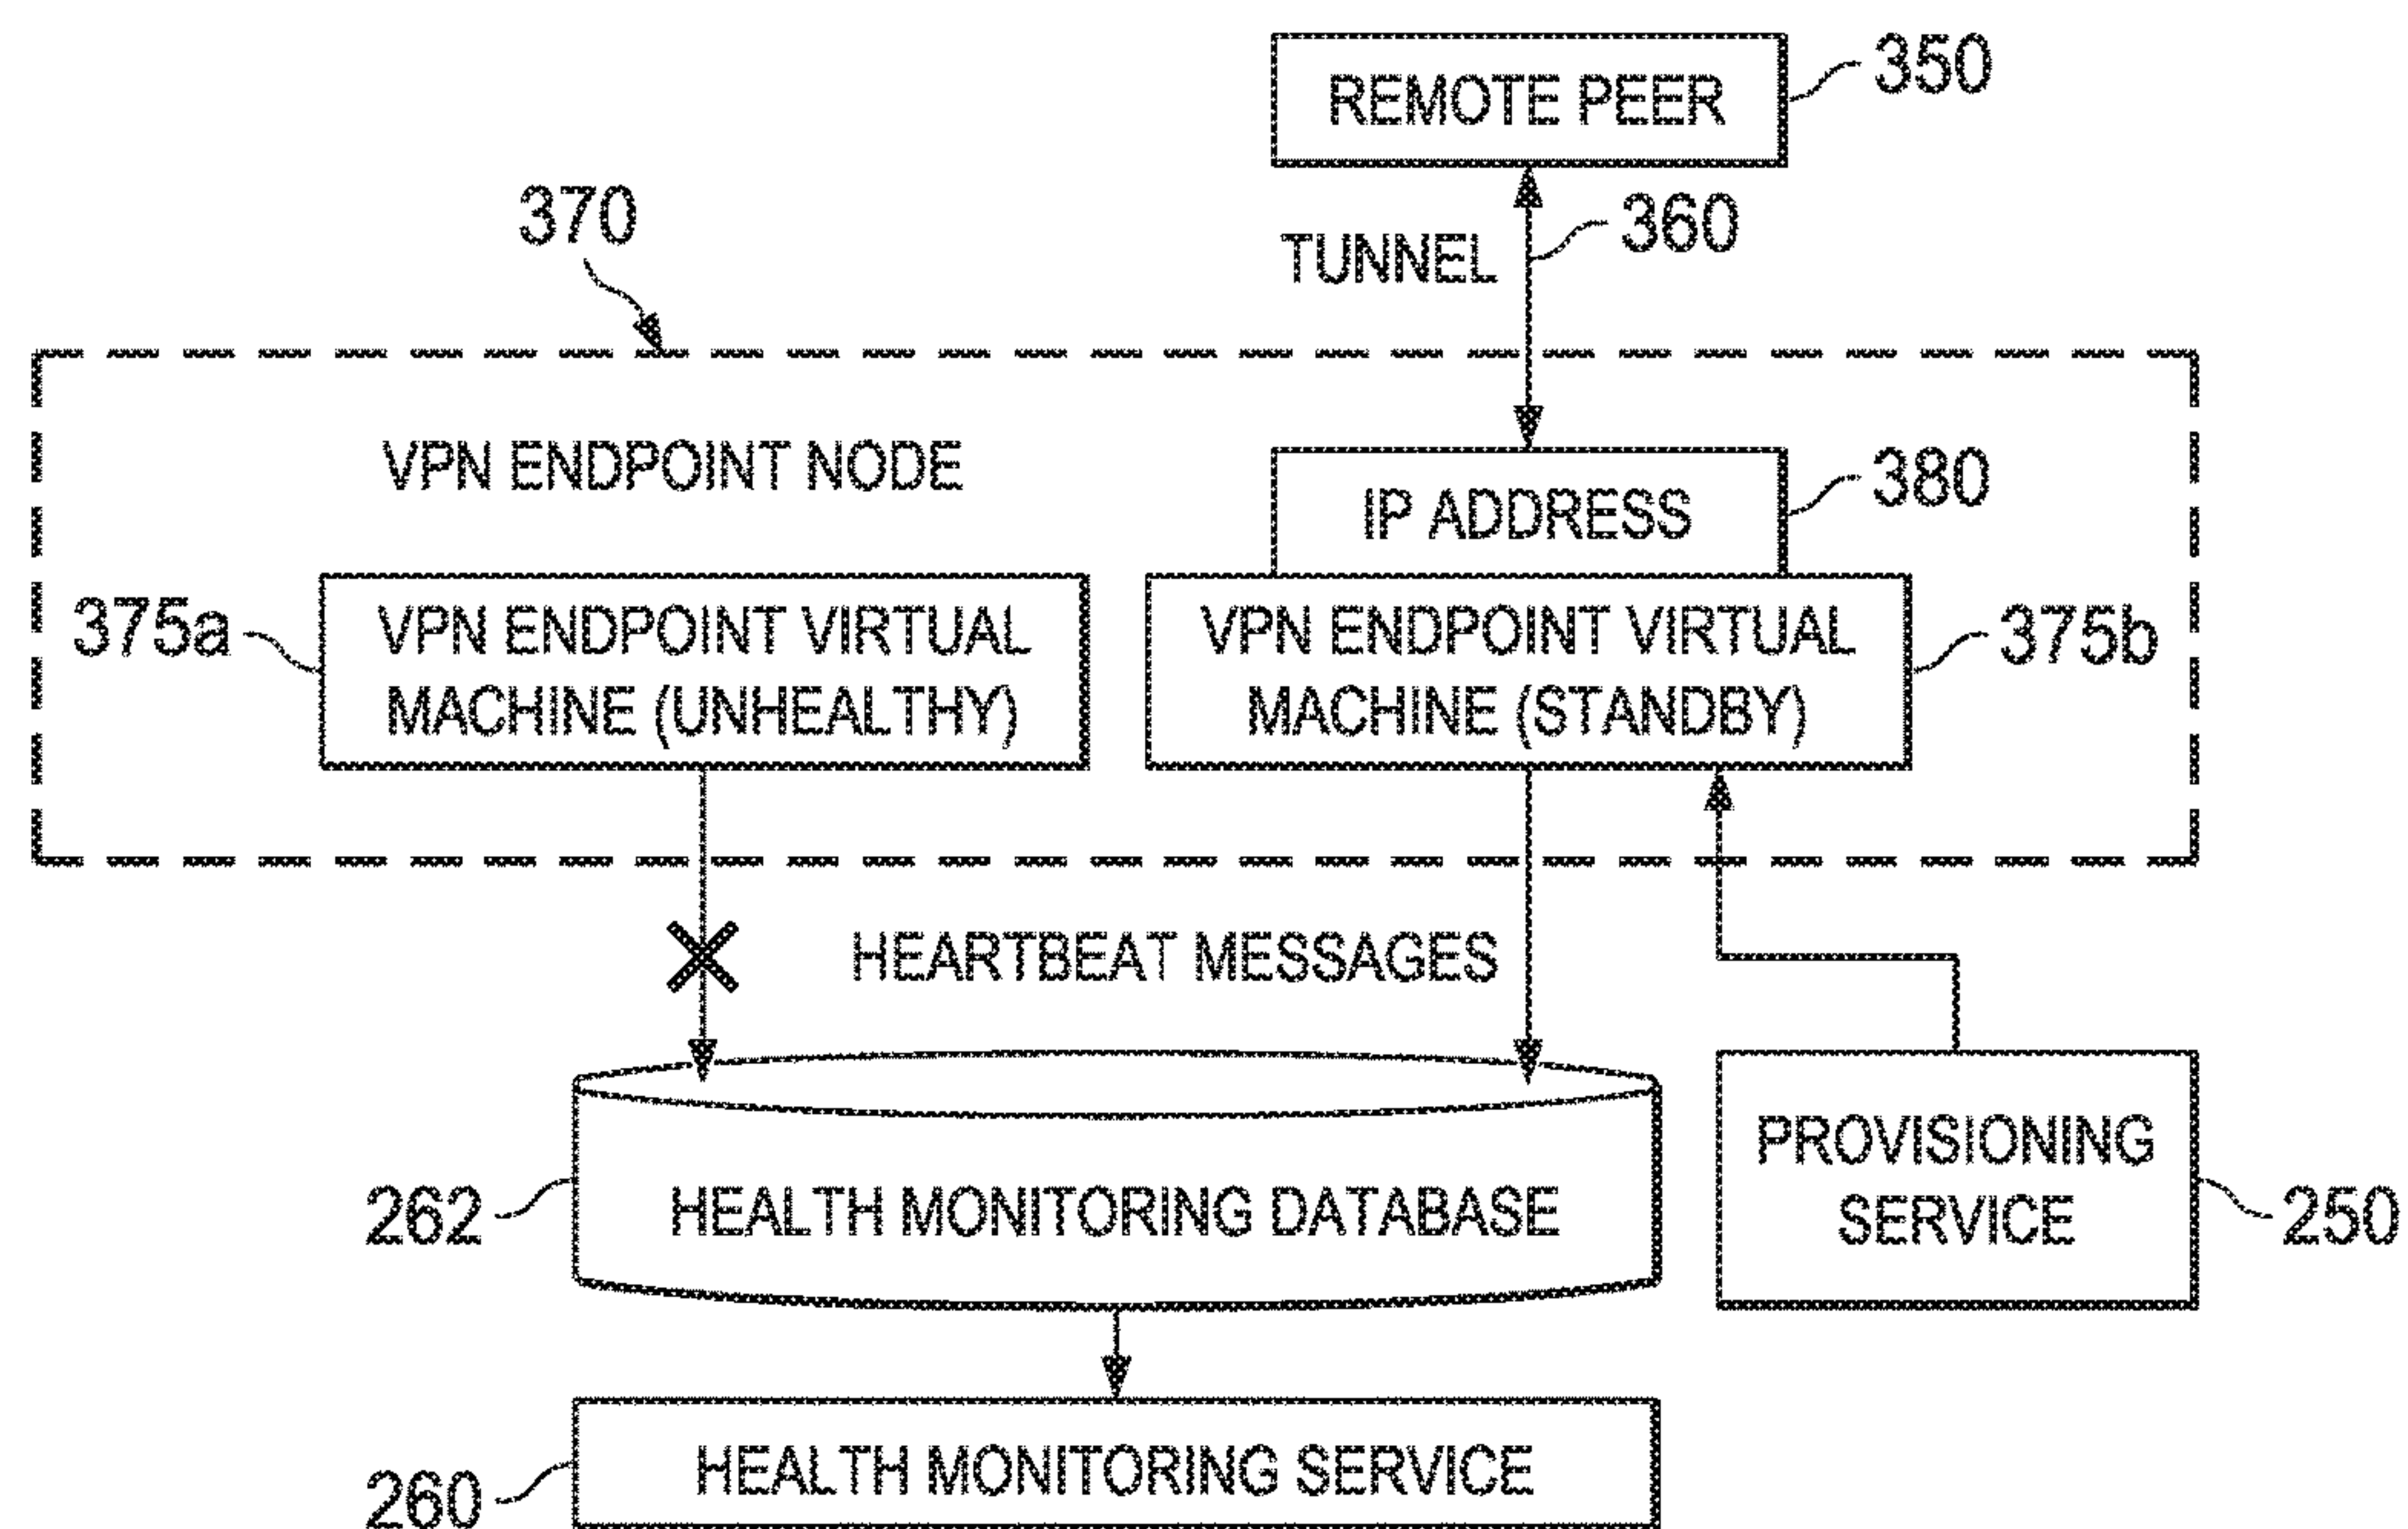 REMOTE PEER
350
370
TUNNEL
360
VPN ENDPOINT NODE
IP ADDRESS
380
375a
VPN ENDPOINT VIRTUAL
MACHINE (UNHEALTHY)
VPN ENDPOINT VIRTUAL
MACHINE (STANDBY)
375b
HEARTBEAT MESSAGES
262
HEALTH MONITORING DATABASE
PROVISIONING
SERVICE
250
260
HEALTH MONITORING SERVICE